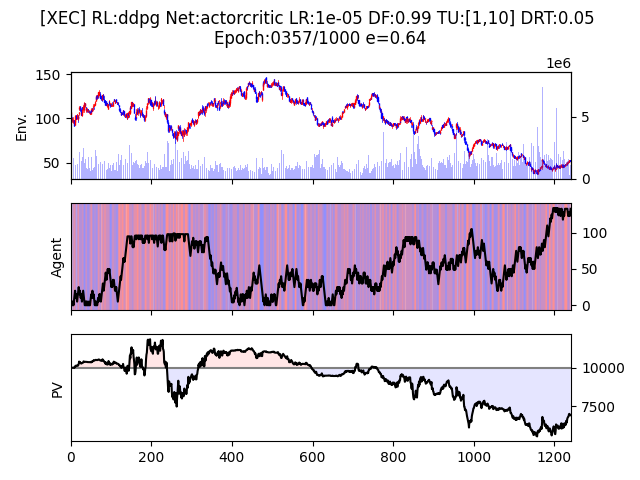 [XEC] RL:ddpg Net:actorcritic LR:1e-05 DF:0.99 TU:[1,10] DRT:0.05
Epoch:0357/1000 e=0.64
1e6
150
100
50
Env.
5
0
Agent
100
50
0
PV
10000
7500
0 200 400 600 800 1000 1200